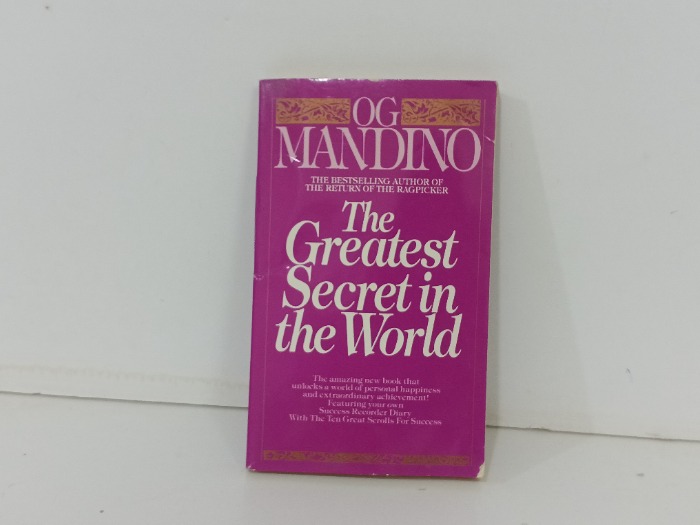 OG
MANDINO
THE BESTSELLING AUTHOR OF
THE RETURN OF THE RAGPICKER
The
Greatest
Secret in
the World
The amazing new book that
unlocks a world of personal happiness
and extraordinary achievement!
Featuring your own
Success Recorder Diary
With The Ten Great Scrolls For Success